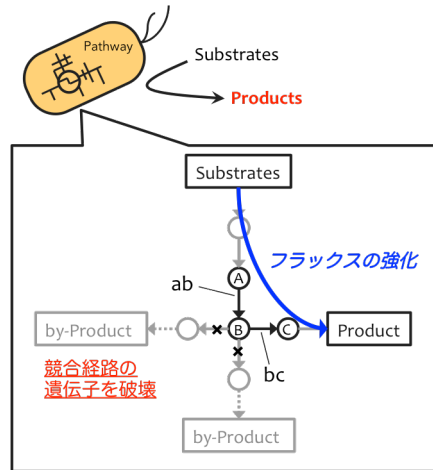 Pathway
Substrates
Products
Substrates
フラックスの強化
A
ab
by-Product
B
C
Product
bc
競合経路の
遺伝子を破壊
by-Product